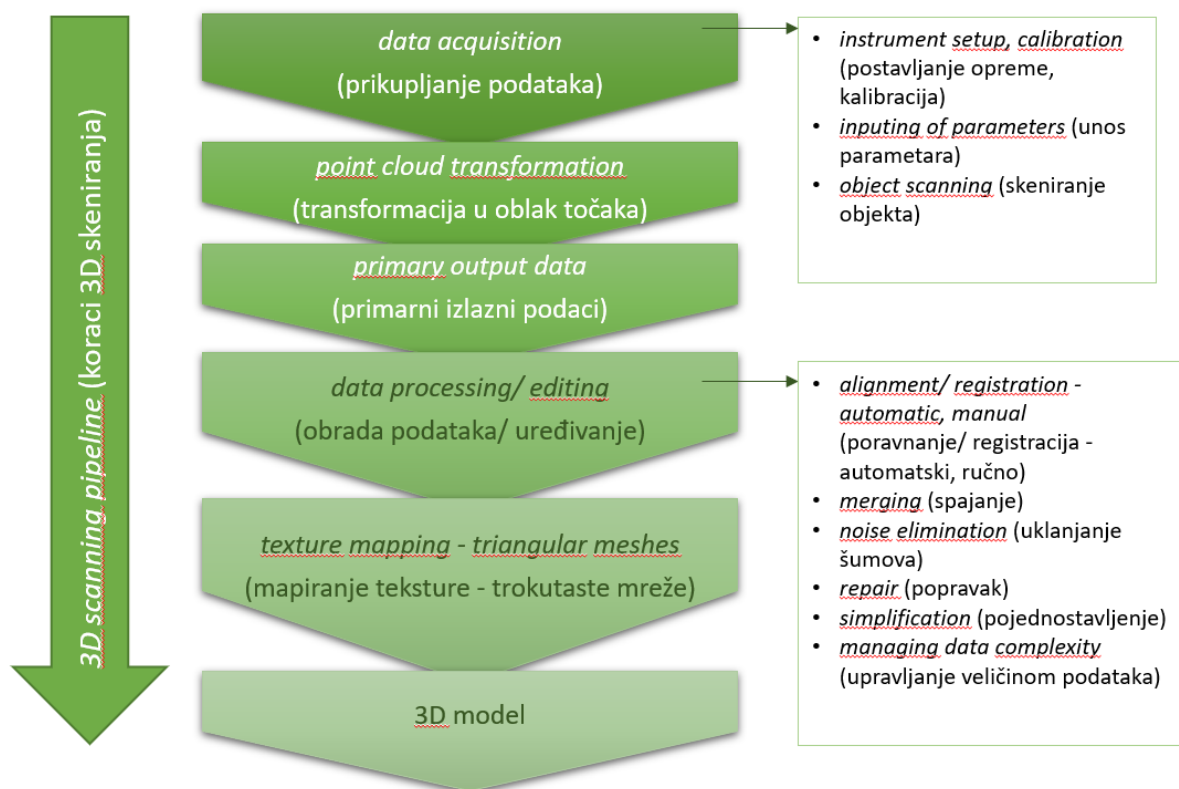 3D scanning pipeline (koraci 3D skeniranja)
data acquisition
(prikupljanje podataka)
• instrument setup, calibration
(postavljanje opreme,
kalibracija)
• inputing of parameters (unos
parametara)
• object scanning (skeniranje
objekta)
point cloud transformation
(transformacija u oblak točaka)
primary output data
(primarni izlazni podaci)
data processing/ editing
(obrada podataka/ uređivanje)
• alignment/ registration -
automatic, manual
(poravnanje/ registracija -
automatski, ručno)
• merging (spajanje)
• noise elimination (uklanjanje
šumova)
• repair (popravak)
• simplification (pojednostavljenje)
• managing data complexity
(upravljanje veličinom podataka)
texture mapping - triangular meshes
(mapiranje teksture - trokutaste mreže)
3D model